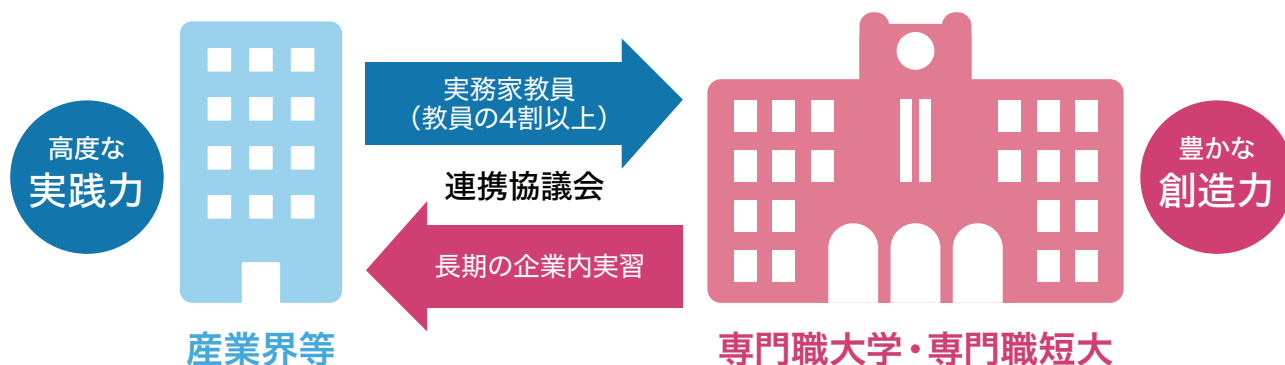 高度な
実践力
実務家教員
（教員の4割以上）
連携協議会
長期の企業内実習
豊かな
創造力
産業界等
専門職大学・専門職短大